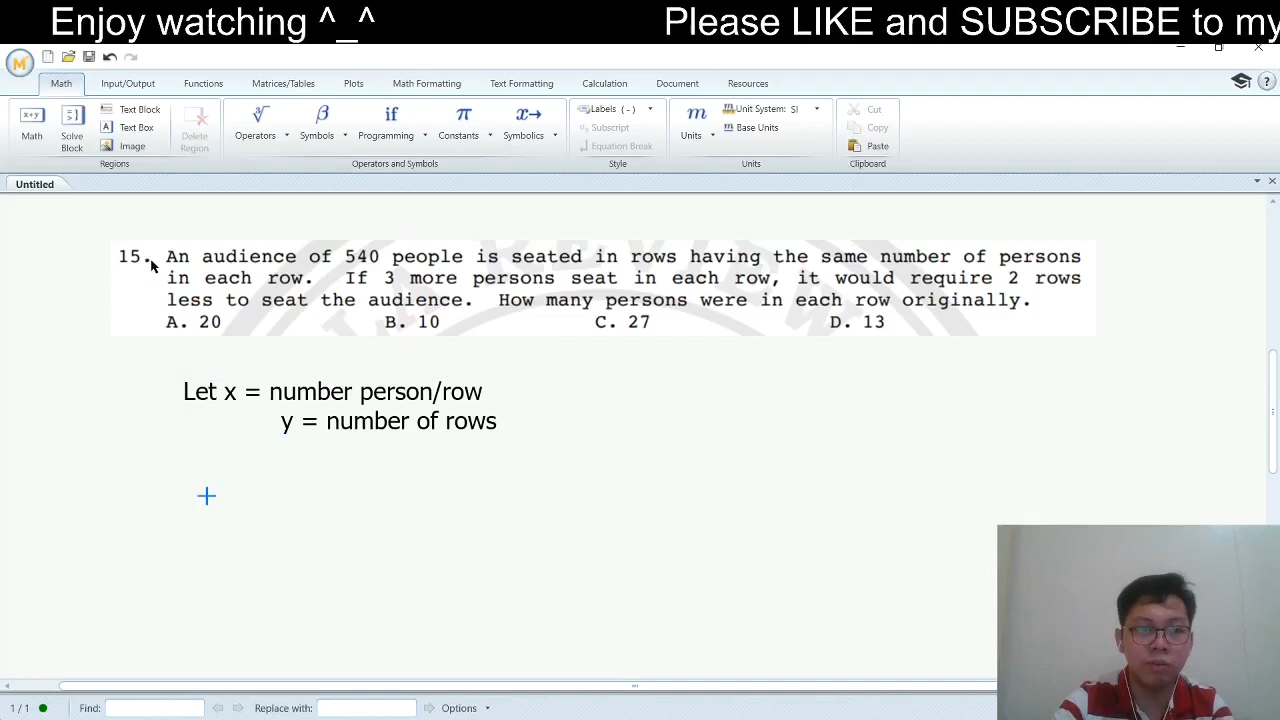 Enjoy watching ^_^ Please LIKE and SUBSCRIBE to my
Math Input/Output Functions Matrices/Tables Plots Math Formatting Text Formatting Calculation Document Resources
Math Solve Block Text Block Text Box Image Delete Region Operators Symbols Programming Constants Symbolics Labels (-) Subscript Equation Break Units Unit System: SI Base Units Cut Copy Paste
Regions Operators and Symbols Style Units Clipboard
Untitled
15. An audience of 540 people is seated in rows having the same number of persons
in each row. If 3 more persons seat in each row, it would require 2 rows
less to seat the audience. How many persons were in each row originally.
A. 20 B. 10 C. 27 D. 13
Let x = number person/row
y = number of rows
1 / 1 Find: Replace with: Options